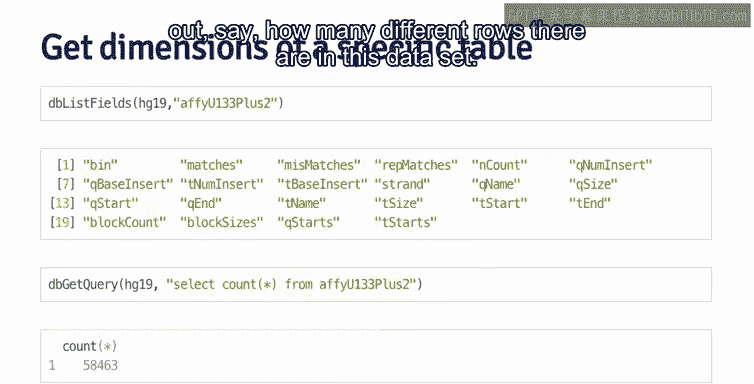 out, say, how many different rows there
are in this data set.
Get dimensions of a specific table
dbListFields(hg19,"affyU133Plus2")
[1] "bin" "matches" "misMatches" "repMatches" "nCount" "qNumInsert"
[7] "qBaseInsert" "tNumInsert" "tBaseInsert" "strand" "qName" "qSize"
[13] "qStart" "qEnd" "tName" "tSize" "tStart" "tEnd"
[19] "blockCount" "blockSizes" "qStarts" "tStarts"
dbGetQuery(hg19, "select count(*) from affyU133Plus2")
count(*)
1 58463